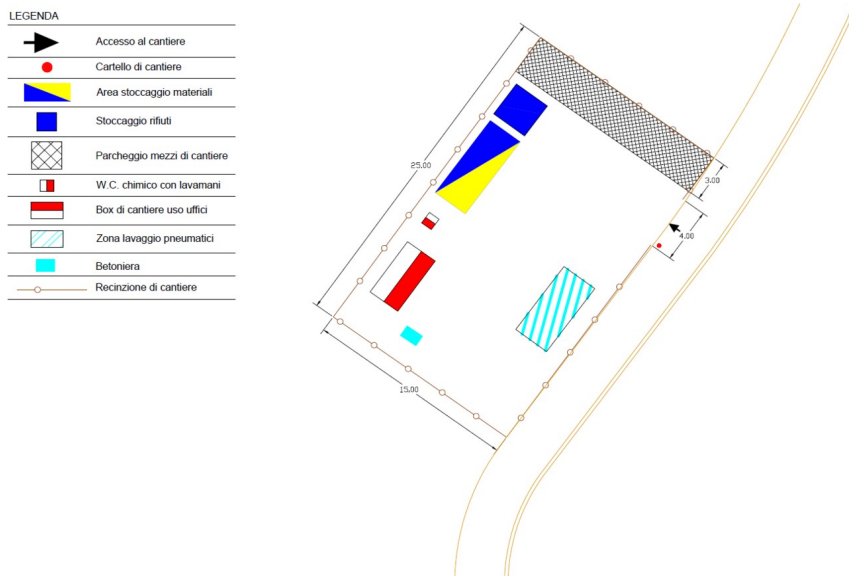 LEGENDA
Accesso al cantiere
Cartello di cantiere
Area stoccaggio materiali
Stoccaggio rifiuti
Parcheggio mezzi di cantiere
W.C. chimico con lavamani
Box di cantiere uso uffici
Zona lavaggio pneumatici
Betoniera
Recinzione di cantiere
25.00
3.00
4.00
15.00